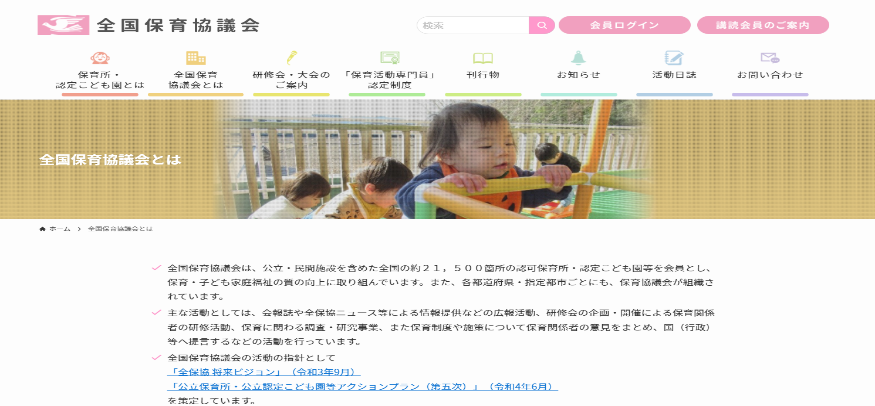 全国保育協議会
検索
会員ログイン
購読会員のご案内
保育所・
認定こども園とは
全国保育
協議会とは
研修会・大会の
ご案内
「保育活動専門員」
認定制度
刊行物
お知らせ
活動日誌
お問い合わせ
全国保育協議会とは
ホーム
全国保育協議会とは
全国保育協議会は、公立・民間施設を含めた全国の約２１，５００箇所の認可保育所・認定こども園等を会員とし、
保育・子ども家庭福祉の質の向上に取り組んでいます。また、各都道府県・指定都市ごとにも、保育協議会が組織さ
れています。
主な活動としては、会報誌や全保協ニュース等による情報提供などの広報活動、研修会の企画・開催による保育関係
者の研修活動、保育に関わる調査・研究事業、また保育制度や施策について保育関係者の意見をまとめ、国（行政）
等へ提言するなどの活動を行っています。
全国保育協議会の活動の指針として
「全保協 将来ビジョン」（令和3年9月）
「公立保育所・公立認定こども園等アクションプラン（第五次）」（令和4年6月）
を策定しています。